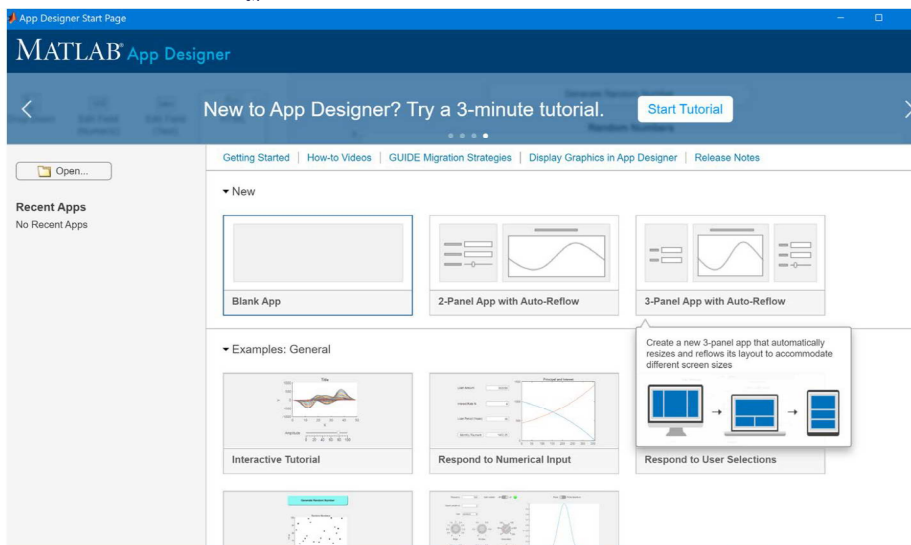 App Designer Start Page
MATLAB® App Designer
New to App Designer? Try a 3-minute tutorial. Start Tutorial
Open...
Getting Started | How-to Videos | GUIDE Migration Strategies | Display Graphics in App Designer | Release Notes
Recent Apps
No Recent Apps
New
Blank App
2-Panel App with Auto-Reflow
3-Panel App with Auto-Reflow
Create a new 3-panel app that automatically
resizes and reflows its layout to accommodate
different screen sizes
Examples: General
Interactive Tutorial
Respond to Numerical Input
Respond to User Selections